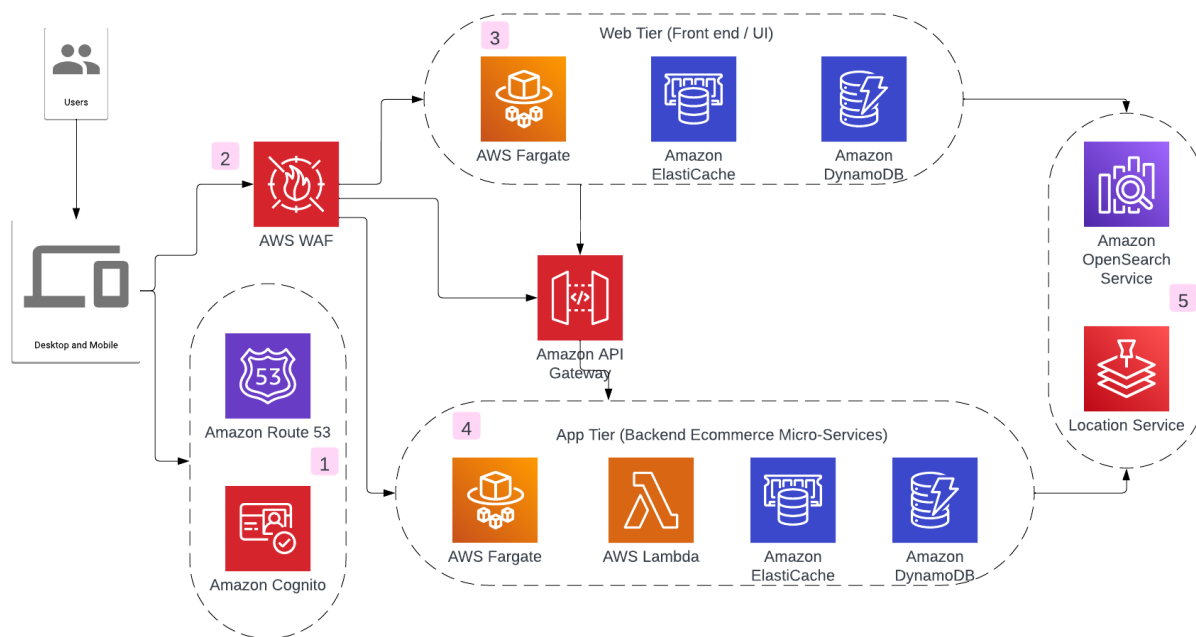 Users
Desktop and Mobile
2
AWS WAF
53
Amazon Route 53
1
Amazon Cognito
3
Web Tier (Front end / UI)
AWS Fargate
Amazon
ElastiCache
Amazon
DynamoDB
</>
Amazon API
Gateway
4
App Tier (Backend Ecommerce Micro-Services)
AWS Fargate
AWS Lambda
Amazon
ElastiCache
Amazon
DynamoDB
Amazon
OpenSearch
Service
5
Location Service